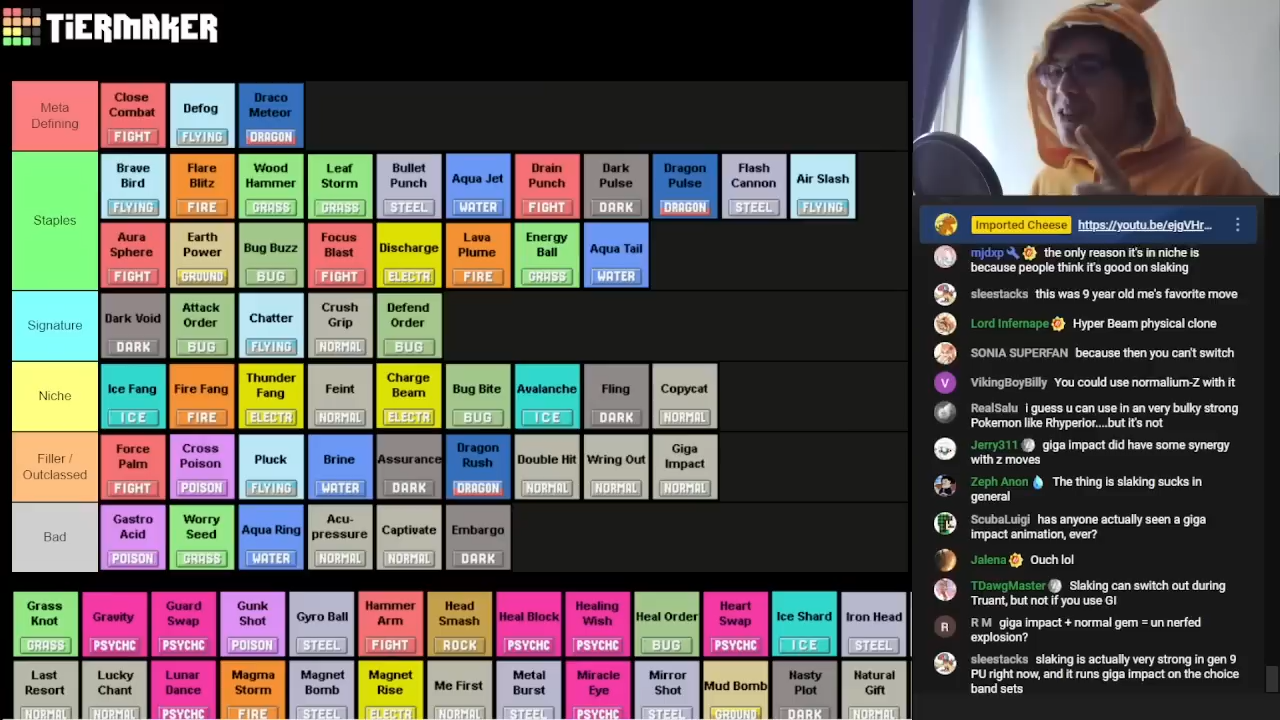 TiERMAKER
Meta
Defining
Close
Combat
FIGHT
Defog
FLYING
Draco
Meteor
DRAGON
Staples
Brave
Bird
FLYING
Flare
Blitz
FIRE
Wood
Hammer
GRASS
Leaf
Storm
GRASS
Bullet
Punch
STEEL
Aqua Jet
WATER
Drain
Punch
FIGHT
Dark
Pulse
DARK
Dragon
Pulse
DRAGON
Flash
Cannon
STEEL
Air Slash
FLYING
Aura
Sphere
FIGHT
Earth
Power
GROUND
Bug Buzz
BUG
Focus
Blast
FIGHT
Discharge
ELECTR
Lava
Plume
FIRE
Energy
Ball
GRASS
Aqua Tail
WATER
Signature
Dark Void
DARK
Attack
Order
BUG
Chatter
FLYING
Crush
Grip
NORMAL
Defend
Order
BUG
Niche
Ice Fang
ICE
Fire Fang
FIRE
Thunder
Fang
ELECTR
Feint
NORMAL
Charge
Beam
ELECTR
Bug Bite
BUG
Avalanche
ICE
Fling
DARK
Copycat
NORMAL
Filler /
Outclassed
Force
Palm
FIGHT
Cross
Poison
POISON
Pluck
FLYING
Brine
WATER
Assurance
DARK
Dragon
Rush
DRAGON
Double Hit
NORMAL
Wring Out
NORMAL
Giga
Impact
NORMAL
Bad
Gastro
Acid
POISON
Worry
Seed
GRASS
Aqua Ring
WATER
Acu-
pressure
NORMAL
Captivate
NORMAL
Embargo
DARK
Grass
Knot
GRASS
Gravity
PSYCHC
Guard
Swap
PSYCHC
Gunk
Shot
POISON
Gyro Ball
STEEL
Hammer
Arm
FIGHT
Head
Smash
ROCK
Heal Block
PSYCHC
Healing
Wish
PSYCHC
Heal Order
BUG
Heart
Swap
PSYCHC
Ice Shard
ICE
Iron Head
STEEL
Last
Resort
NORMAL
Lucky
Chant
NORMAL
Lunar
Dance
PSYCHC
Magma
Storm
FIRE
Magnet
Bomb
STEEL
Magnet
Rise
ELECTR
Me First
NORMAL
Metal
Burst
STEEL
Miracle
Eye
PSYCHC
Mirror
Shot
STEEL
Mud Bomb
GROUND
Nasty
Plot
DARK
Natural
Gift
NORMAL
Imported Cheese https://youtu.be/ejgVHr...
mjdxp the only reason it's in niche is
because people think it's good on slaking
sleestacks this was 9 year old me's favorite move
Lord Infernape Hyper Beam physical clone
SONIA SUPERFAN because then you can't switch
V
VikingBoyBilly You could use normalium-Z with it
RealSalu i guess u can use in an very bulky strong
Pokemon like Rhyperior....but it's not
Jerry311 giga impact did have some synergy
with z moves
Zeph Anon The thing is slaking sucks in
general
ScubaLuigi has anyone actually seen a giga
impact animation, ever?
Jalena Ouch lol
TDawgMaster Slaking can switch out during
Truant, but not if you use GI
R
R M giga impact + normal gem = un nerfed
explosion?
sleestacks slaking is actually very strong in gen 9
PU right now, and it runs giga impact on the choice
band sets